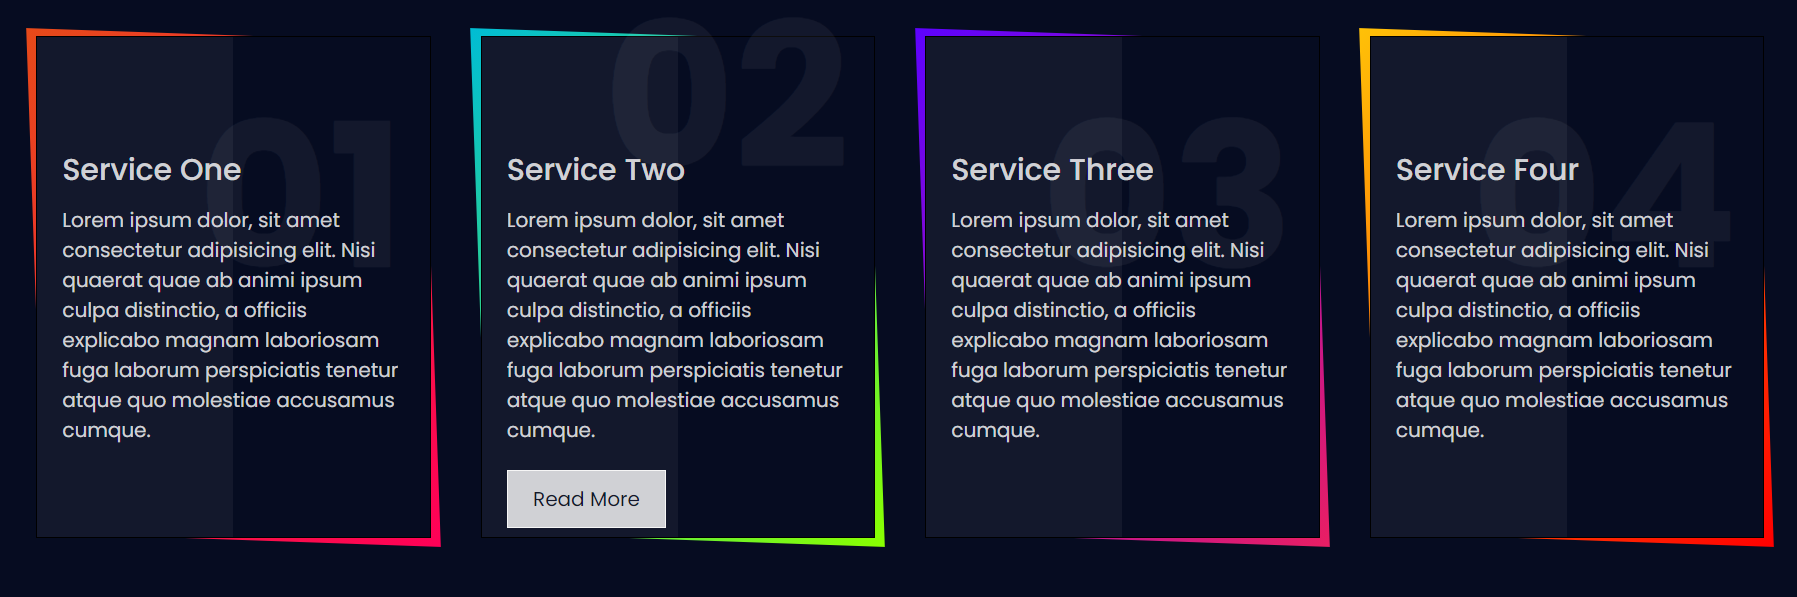 01
Service One
Lorem ipsum dolor, sit amet
consectetur adipisicing elit. Nisi
quaerat quae ab animi ipsum
culpa distinctio, a officiis
explicabo magnam laboriosam
fuga laborum perspiciatis tenetur
atque quo molestiae accusamus
cumque.
02
Service Two
Lorem ipsum dolor, sit amet
consectetur adipisicing elit. Nisi
quaerat quae ab animi ipsum
culpa distinctio, a officiis
explicabo magnam laboriosam
fuga laborum perspiciatis tenetur
atque quo molestiae accusamus
cumque.
Read More
03
Service Three
Lorem ipsum dolor, sit amet
consectetur adipisicing elit. Nisi
quaerat quae ab animi ipsum
culpa distinctio, a officiis
explicabo magnam laboriosam
fuga laborum perspiciatis tenetur
atque quo molestiae accusamus
cumque.
04
Service Four
Lorem ipsum dolor, sit amet
consectetur adipisicing elit. Nisi
quaerat quae ab animi ipsum
culpa distinctio, a officiis
explicabo magnam laboriosam
fuga laborum perspiciatis tenetur
atque quo molestiae accusamus
cumque.